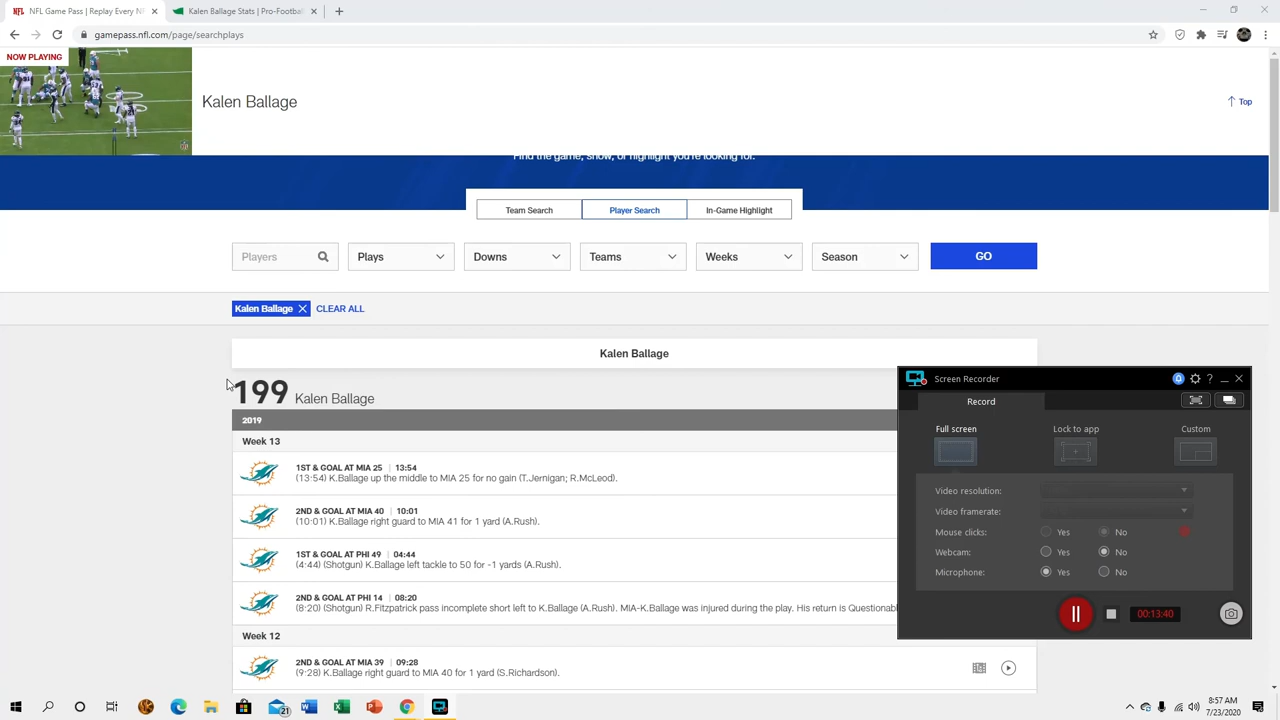 NFL Game Pass | Replay Every N
Kalen Ballage Stats | Pro-Footba
gamepass.nfl.com/page/searchplays
NOW PLAYING
Kalen Ballage
Top
Find the game, show, or highlight you're looking for.
Team Search
Player Search
In-Game Highlight
Players
Plays
Downs
Teams
Weeks
Season
GO
Kalen Ballage
CLEAR ALL
Kalen Ballage
199 Kalen Ballage
2019
Week 13
1ST & GOAL AT MIA 25 | 13:54
(13:54) K.Ballage up the middle to MIA 25 for no gain (T.Jernigan; R.McLeod).
2ND & GOAL AT MIA 40 | 10:01
(10:01) K.Ballage right guard to MIA 41 for 1 yard (A.Rush).
1ST & GOAL AT PHI 49 | 04:44
(4:44) (Shotgun) K.Ballage left tackle to 50 for -1 yards (A.Rush).
2ND & GOAL AT PHI 14 | 08:20
(8:20) (Shotgun) R.Fitzpatrick pass incomplete short left to K.Ballage (A.Rush). MIA-K.Ballage was injured during the play. His return is Questionabl
Week 12
2ND & GOAL AT MIA 39 | 09:28
(9:28) K.Ballage right guard to MIA 40 for 1 yard (S.Richardson).
Screen Recorder
Record
Full screen
Lock to app
Custom
Video resolution:
Video framerate:
Mouse clicks: Yes No
Webcam: Yes No
Microphone: Yes No
00:13:40
21
8:57 AM
7/23/2020